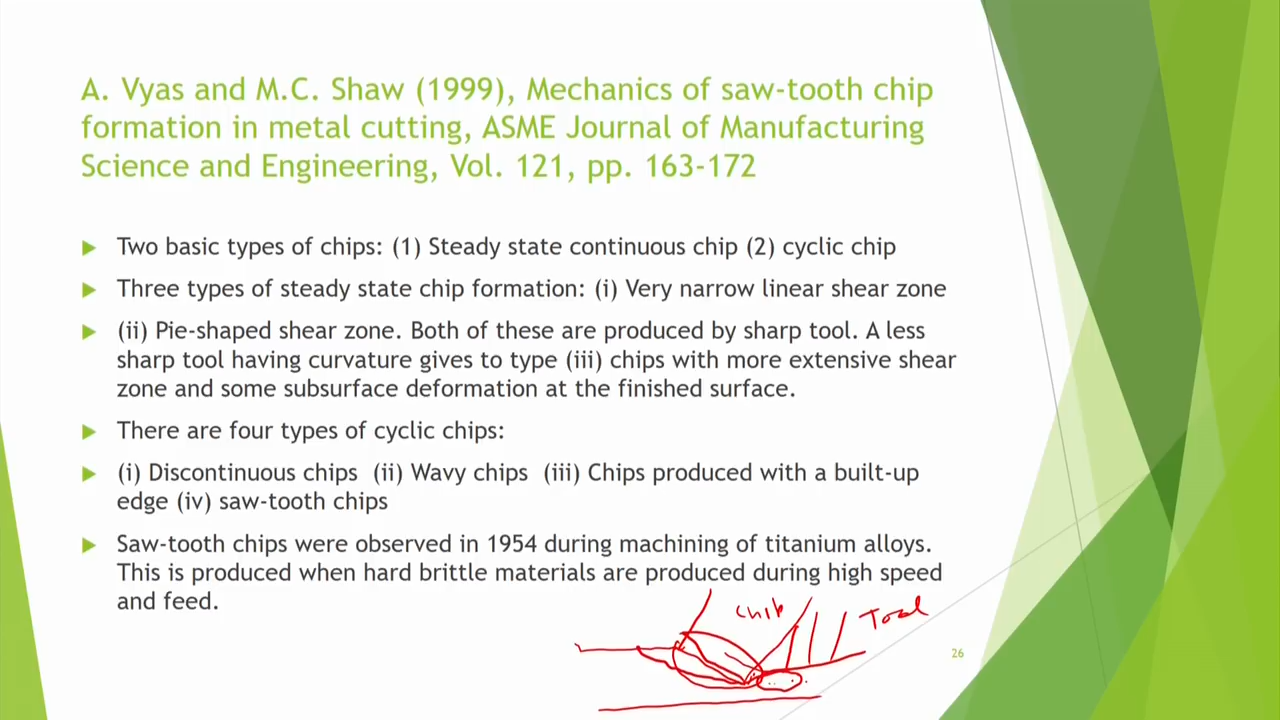 A. Vyas and M.C. Shaw (1999), Mechanics of saw-tooth chip
formation in metal cutting, ASME Journal of Manufacturing
Science and Engineering, Vol. 121, pp. 163-172
Two basic types of chips: (1) Steady state continuous chip (2) cyclic chip
Three types of steady state chip formation: (i) Very narrow linear shear zone
(ii) Pie-shaped shear zone. Both of these are produced by sharp tool. A less
sharp tool having curvature gives to type (iii) chips with more extensive shear
zone and some subsurface deformation at the finished surface.
There are four types of cyclic chips:
(i) Discontinuous chips (ii) Wavy chips (iii) Chips produced with a built-up
edge (iv) saw-tooth chips
Saw-tooth chips were observed in 1954 during machining of titanium alloys.
This is produced when hard brittle materials are produced during high speed
and feed.
Chip
Tool
26